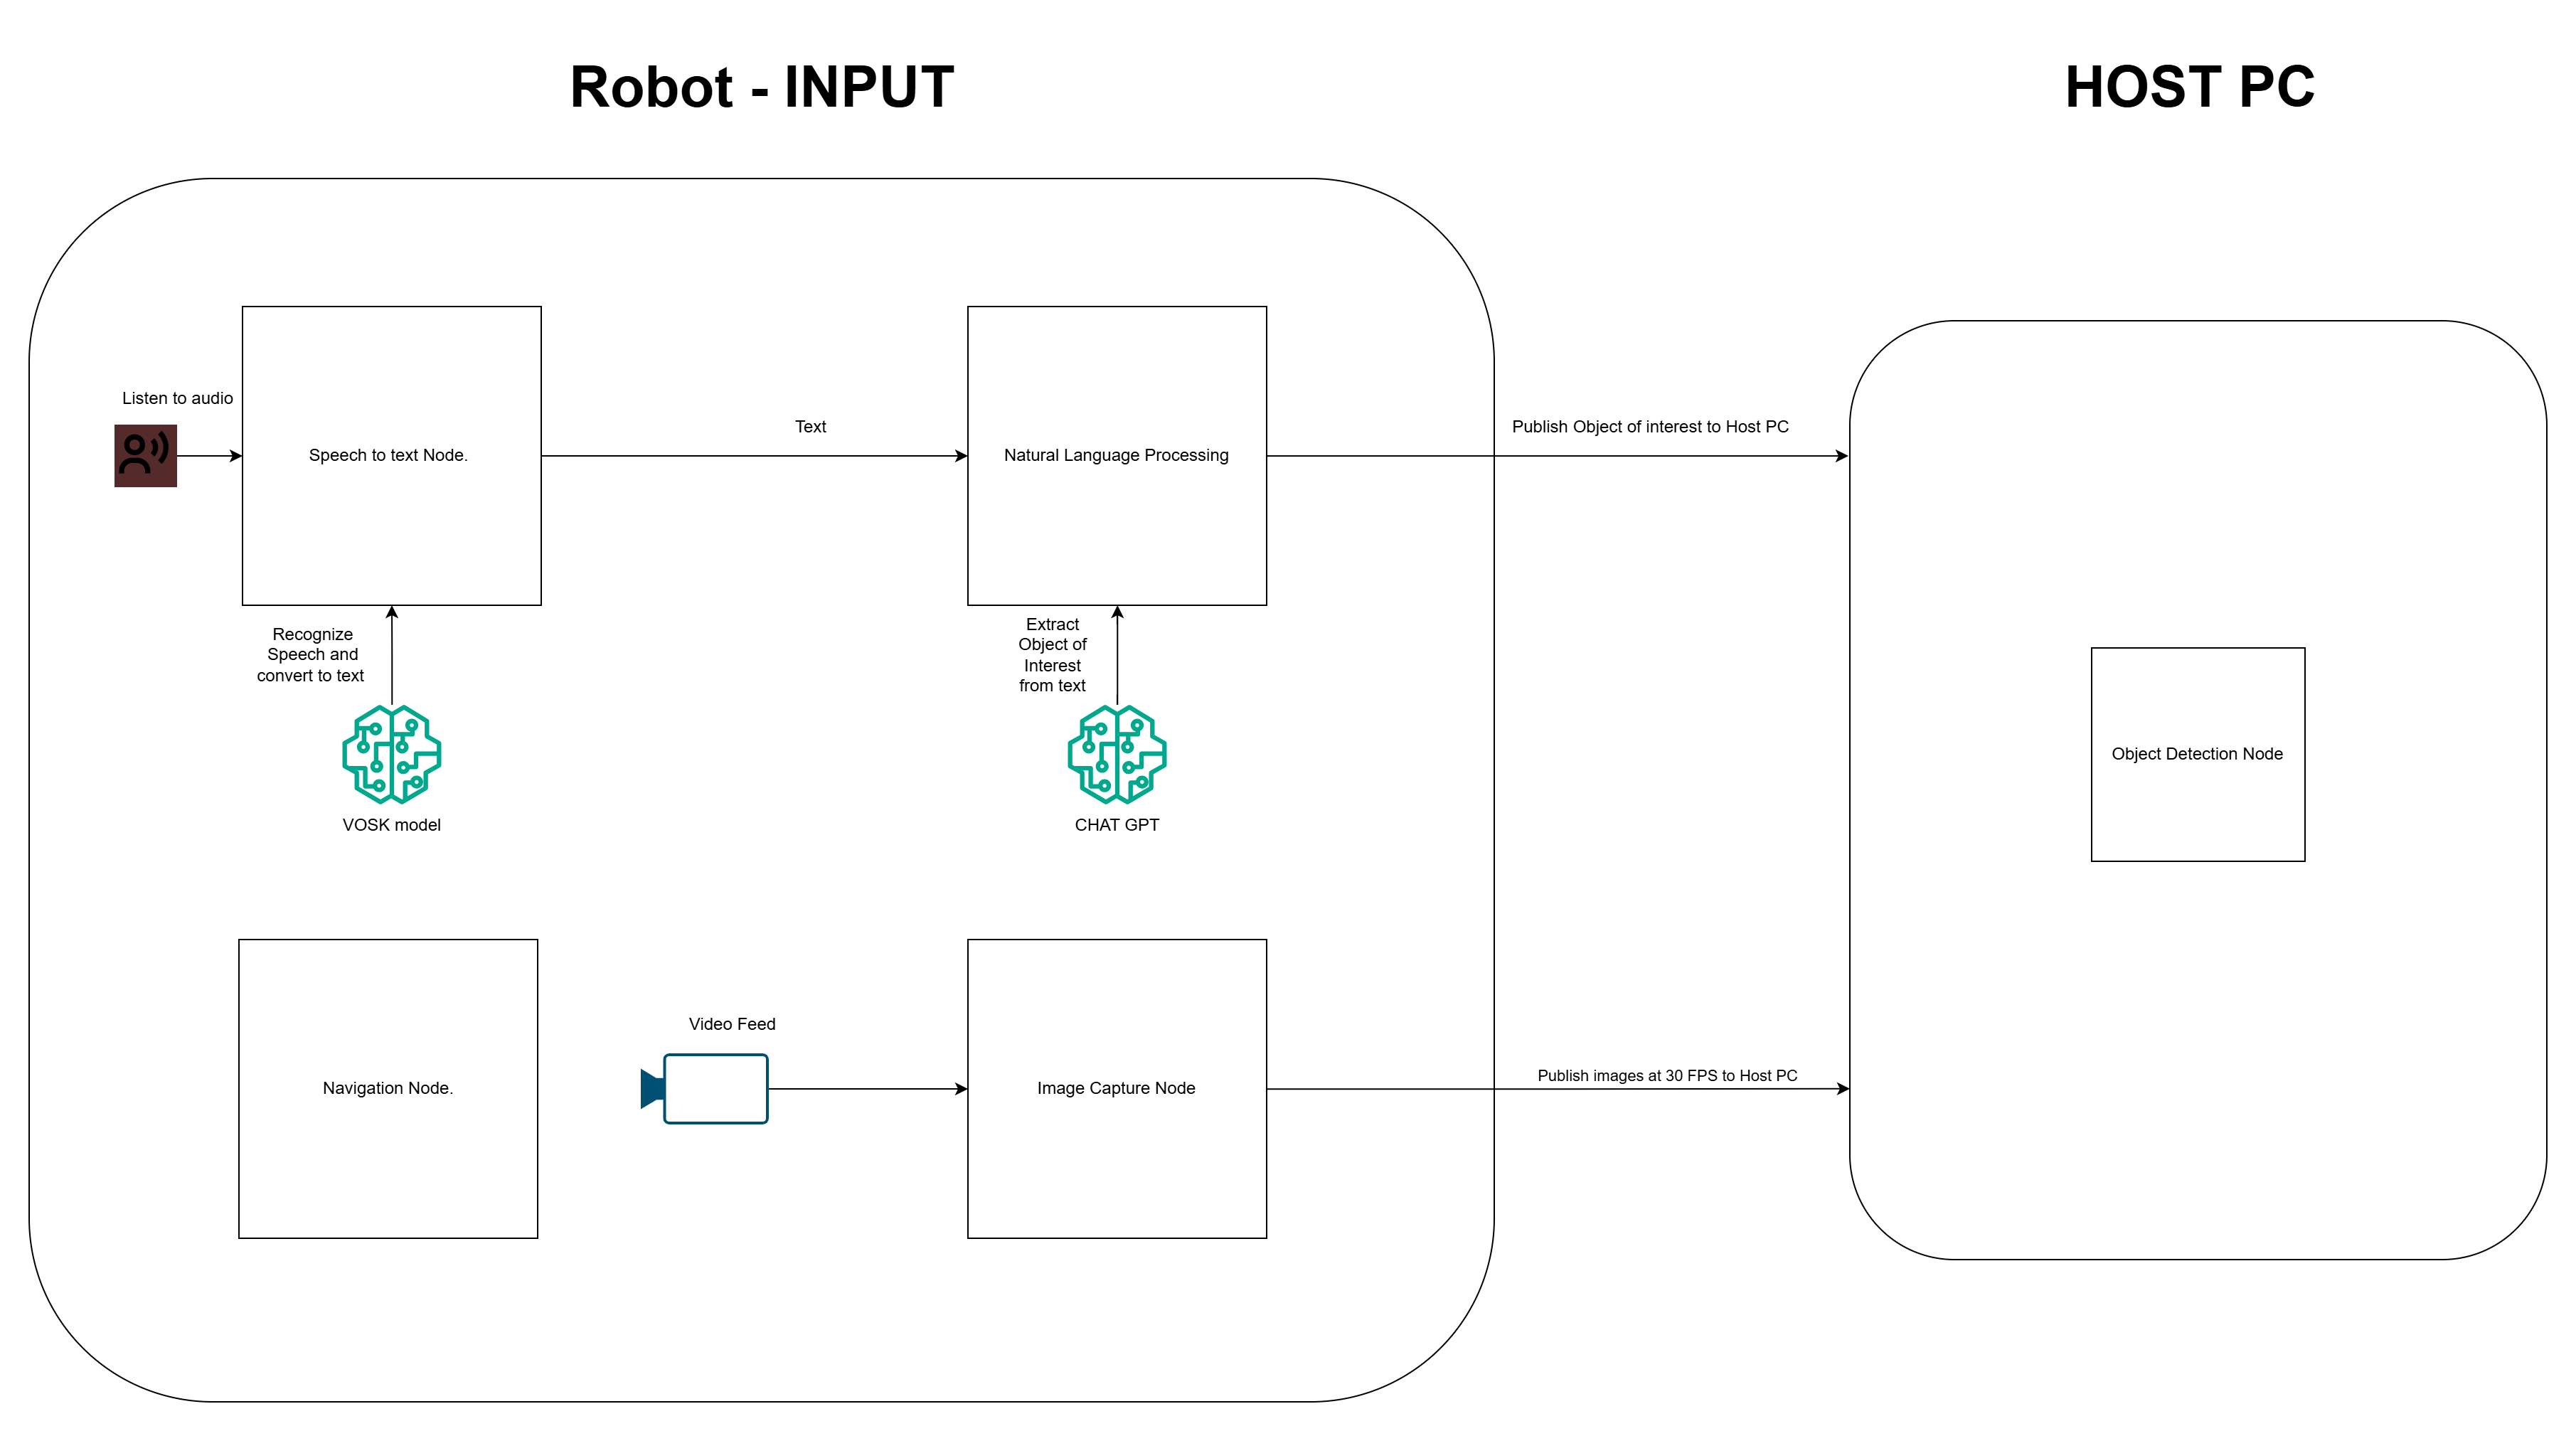 Robot - INPUT
HOST PC
Listen to audio
Speech to text Node.
Text
Natural Language Processing
Publish Object of interest to Host PC
Recognize
Speech and
convert to text
Extract
Object of
Interest
from text
VOSK model
CHAT GPT
Object Detection Node
Navigation Node.
Video Feed
Image Capture Node
Publish images at 30 FPS to Host PC